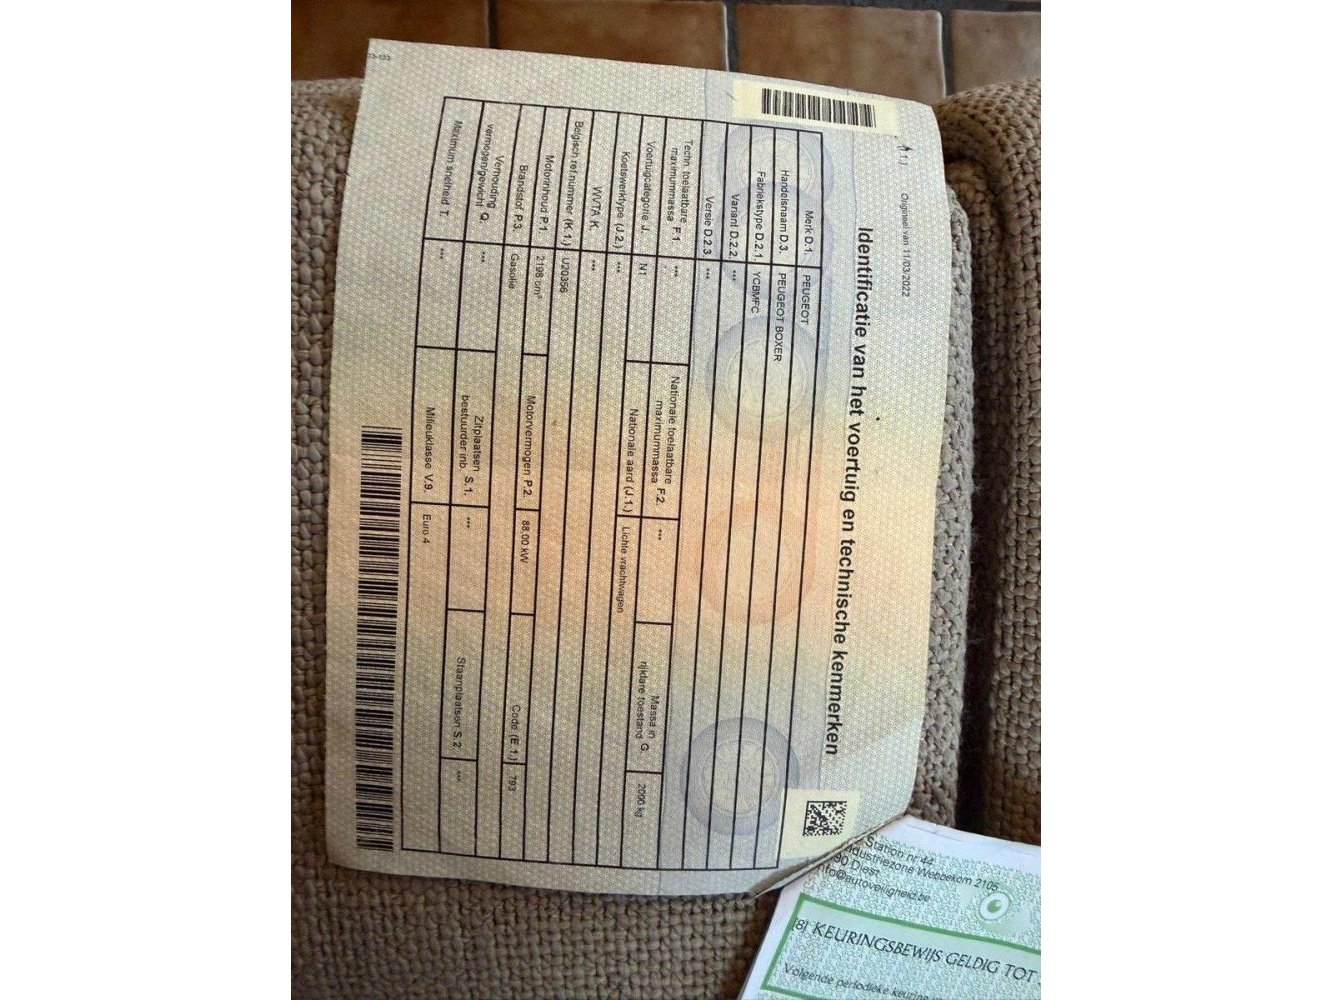 Origineel van 11/03/2022
Identificatie van het voertuig en technische kenmerken
Merk D.1. PEUGEOT
Handelsnaam D.3. PEUGEOT BOXER
Fabriekstype D.2.1. YCBMFC
Variant D.2.2. ***
Versie D.2.3. ***
Techn. toelaatbare maximummassa F.1 *** Nationale toelaatbare maximummassa F.2. *** Massa in rijklare toestand G. 2000 kg
Voertuigcategorie J. N1 Nationale aard (J.1.) Lichte vrachtwagen
Koetswerktype (J.2.) ***
VVVTA K. ***
Belgisch ref.nummer (K.1.) U20356
Motorinhoud P.1. 2198 cm³ Motorvermogen P.2. 88.00 kW Code (E.1.) 793
Brandstof P.3. Gasolie
Verhouding vermogen/gewicht Q. *** Zitplaatsen bestuurder inb. S.1. *** Staanplaatsen S.2. ***
Maximum snelheid T. *** Milieuklasse V.9. Euro 4
Station nr 44
Industriezone Webbekom 2105
90 Diest
info@autoveiligheid.be
[8] KEURINGSBEWIJS GELDIG TOT
Volgende periodieke keuring